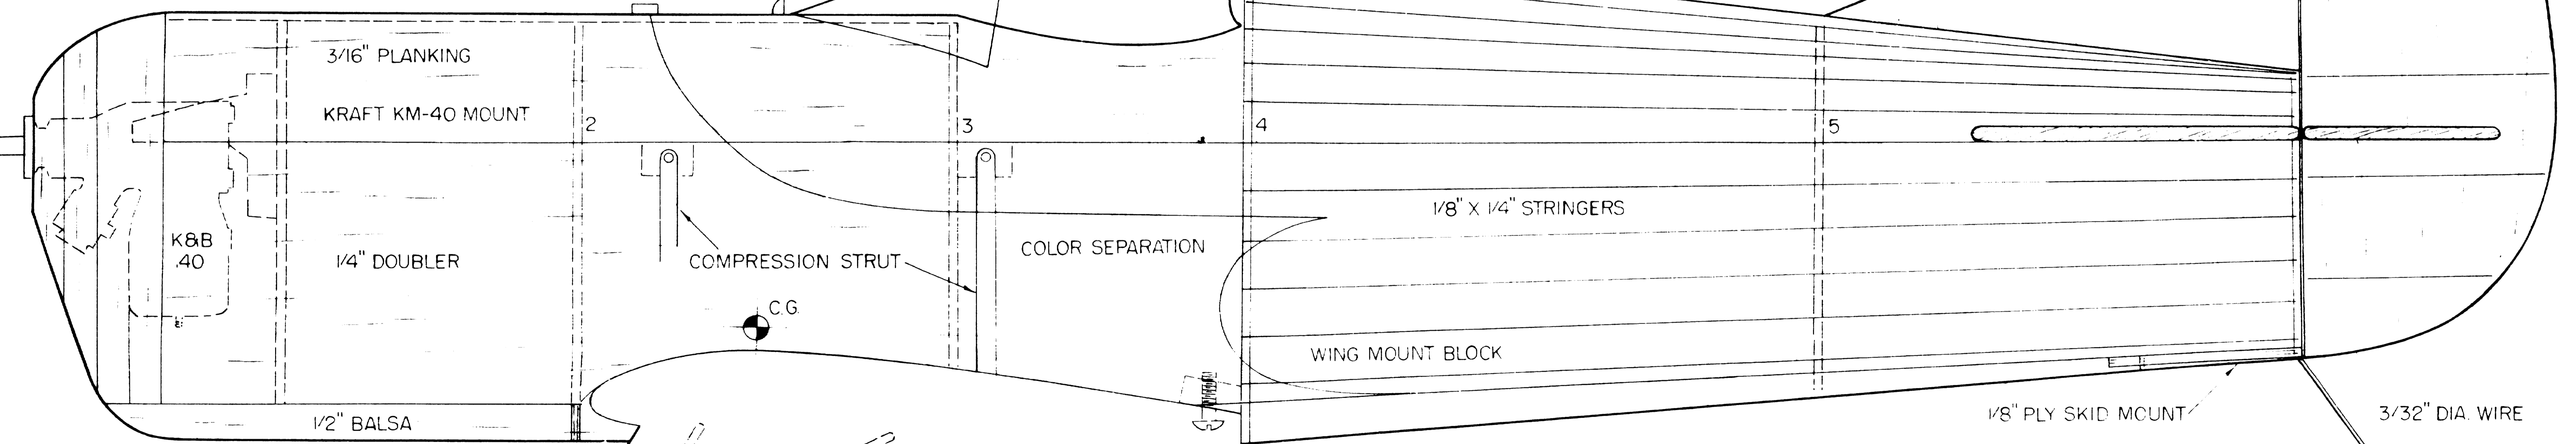 3/16" PLANKING
KRAFT KM-40 MOUNT
2
3
4
5
K&B
.40
1/4" DOUBLER
COMPRESSION STRUT
COLOR SEPARATION
1/8" X 1/4" STRINGERS
C.G.
WING MOUNT BLOCK
1/2" BALSA
1/8" PLY SKID MOUNT
3/32" DIA. WIRE